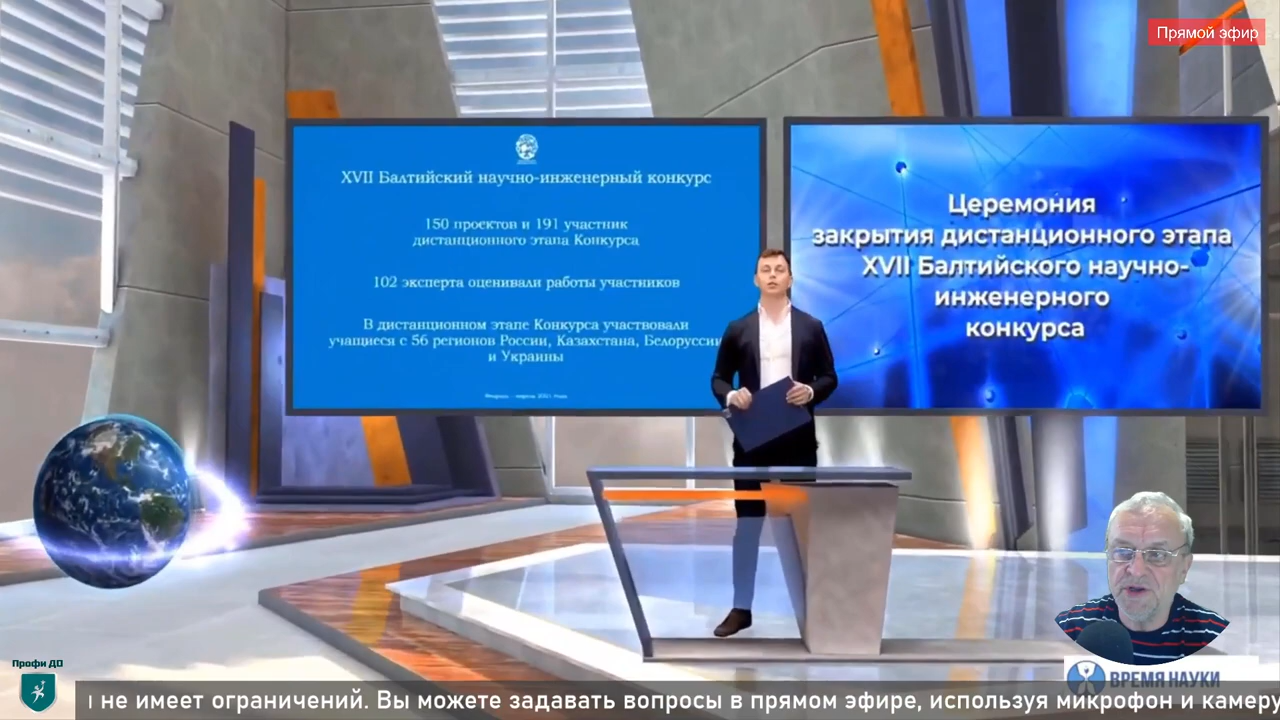 Прямой эфир
XVII Балтийский научно-инженерный конкурс
150 проектов и 191 участник
дистанционного этапа Конкурса
102 эксперта оценивали работы участников
В дистанционном этапе Конкурса участвовали
учащиеся с 56 регионов России, Казахстана, Белоруссии
и Украины
Церемония
закрытия дистанционного этапа
XVII Балтийского научно-
инженерного
конкурса
Профи ДО
ВРЕМЯ НАУКИ
не имеет ограничений. Вы можете задавать вопросы в прямом эфире, используя микрофон и камеру